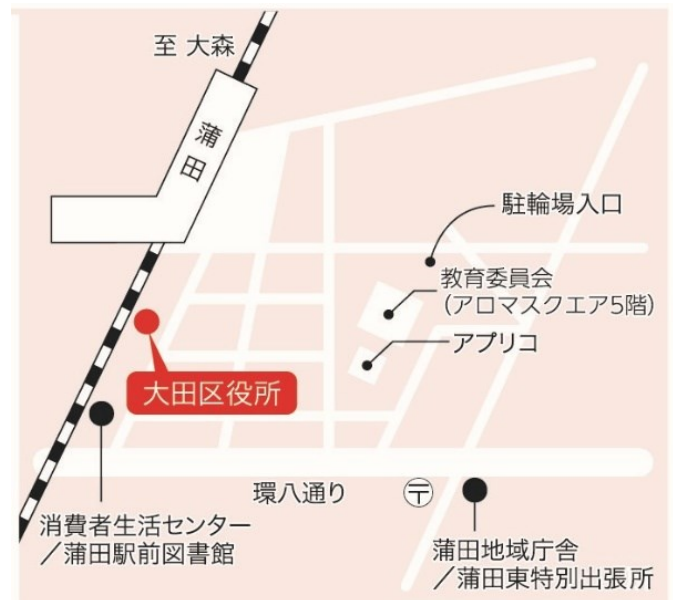 至 大森
蒲田
駐輪場入口
教育委員会
(アロマスクエア5階)
アプリコ
大田区役所
環八通り
〒
消費者生活センター
／蒲田駅前図書館
蒲田地域庁舎
／蒲田東特別出張所